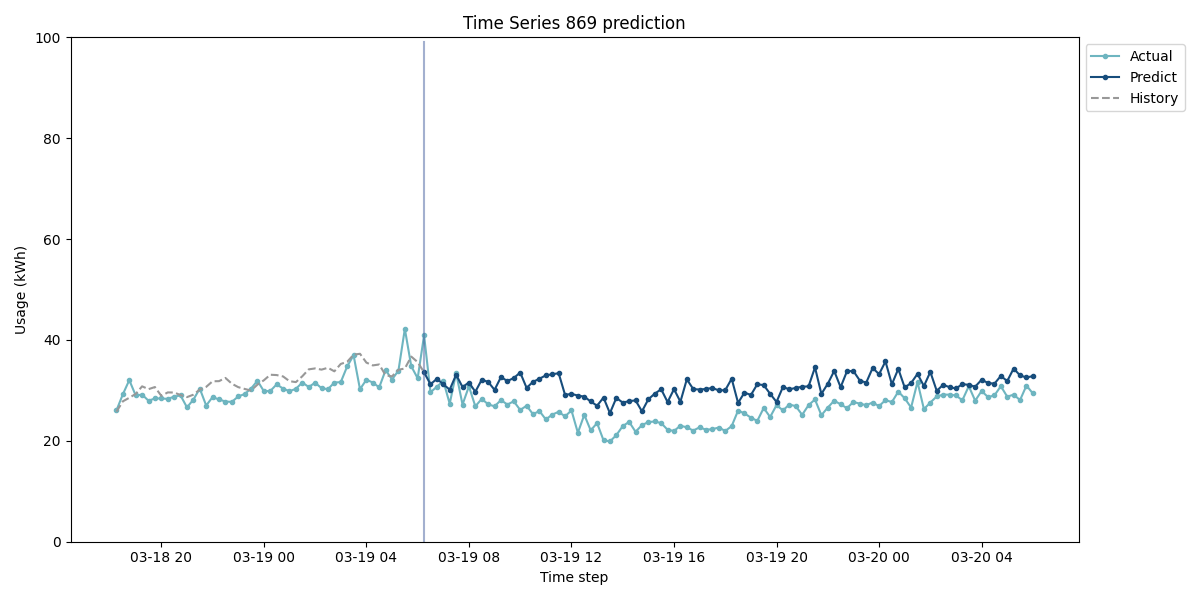 Time Series 869 prediction
Actual
Predict
History
Usage (kWh)
100
80
60
40
20
0
03-18 20
03-19 00
03-19 04
03-19 08
03-19 12
03-19 16
03-19 20
03-20 00
03-20 04
Time step